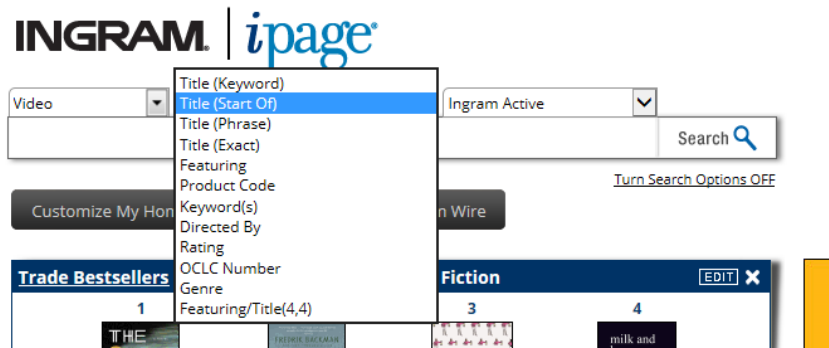 INGRAM. ipage®
Title (Keyword)
Video
Title (Start Of)
Ingram Active
Title (Phrase)
Title (Exact)
Search
Featuring
Product Code
Turn Search Options OFF
Keyword(s)
Customize My Hon
n Wire
Directed By
Rating
OCLC Number
Trade Bestsellers
Fiction
EDIT
Genre
Featuring/Title(4,4)
1
3
4
THE
FREDRIK BACKMAN
milk and